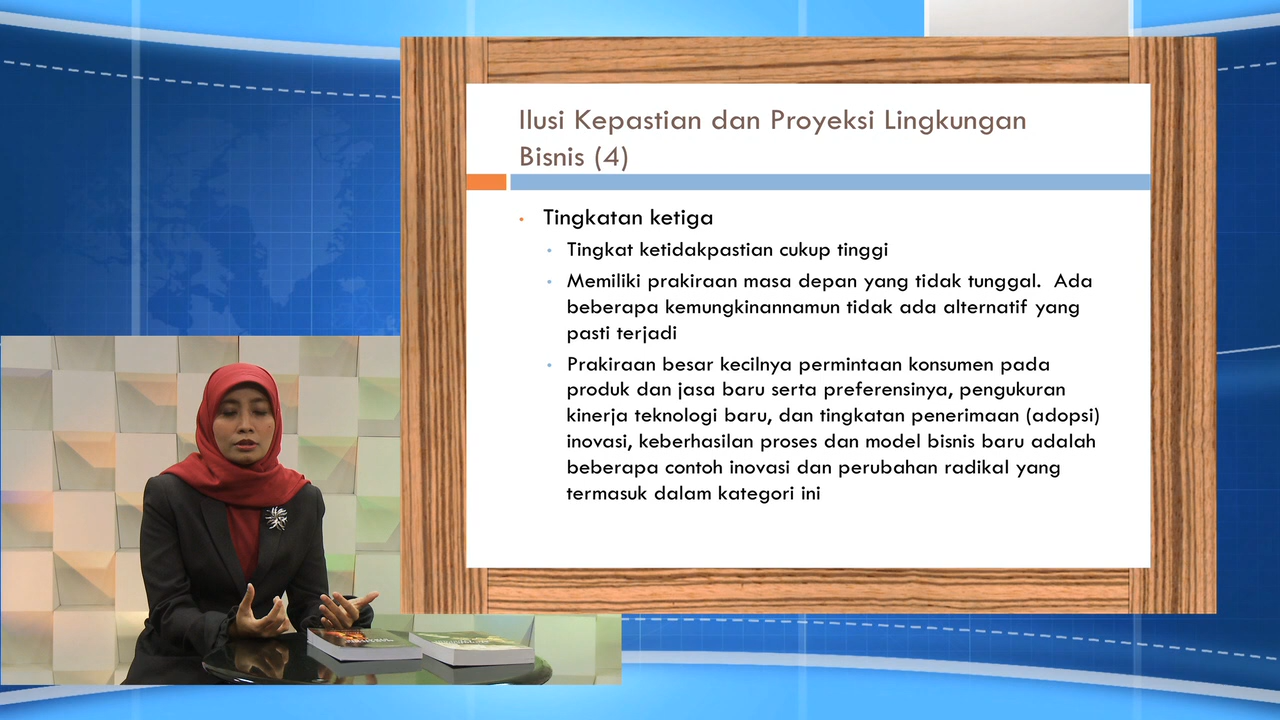 Ilusi Kepastian dan Proyeksi Lingkungan
Bisnis (4)
Tingkatan ketiga
Tingkat ketidakpastian cukup tinggi
Memiliki prakiraan masa depan yang tidak tunggal.  Ada
beberapa kemungkinannamun tidak ada alternatif yang
pasti terjadi
Prakiraan besar kecilnya permintaan konsumen pada
produk dan jasa baru serta preferensinya, pengukuran
kinerja teknologi baru, dan tingkatan penerimaan (adopsi)
inovasi, keberhasilan proses dan model bisnis baru adalah
beberapa contoh inovasi dan perubahan radikal yang
termasuk dalam kategori ini